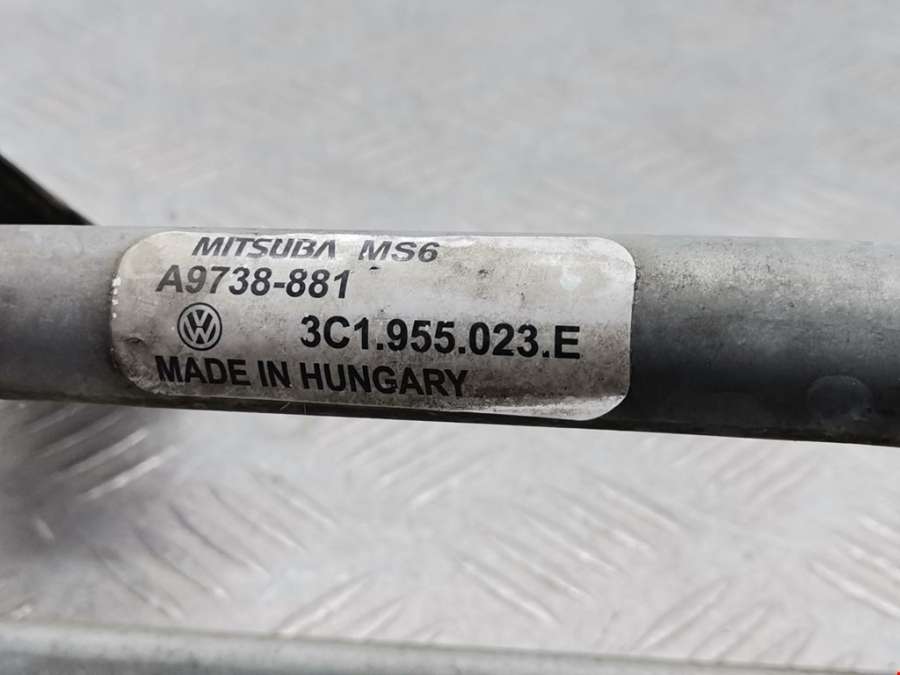 MITSUBA MS6
A9738-881
3C1.955.023.E
MADE IN HUNGARY